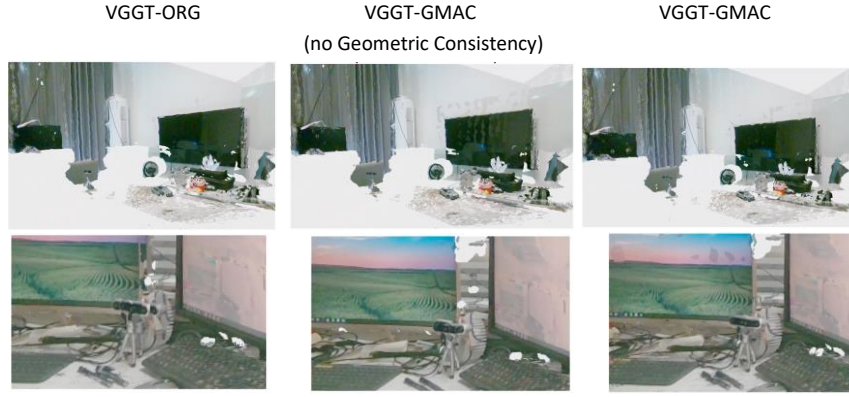 VGGT-ORG
VGGT-GMAC
(no Geometric Consistency)
VGGT-GMAC